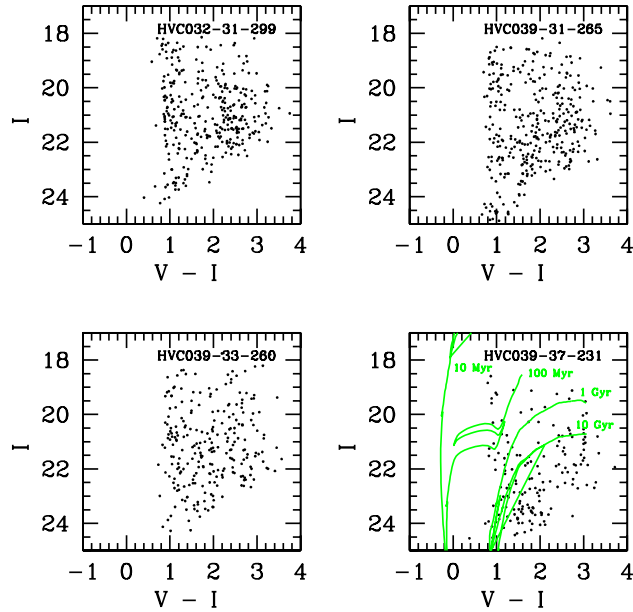 HVC032-31-299
18
20
22
24
I
−1 0 1 2 3 4
V − I
HVC039-31-265
18
20
22
24
I
−1 0 1 2 3 4
V − I
HVC039-33-260
18
20
22
24
I
−1 0 1 2 3 4
V − I
HVC039-37-231
10 Myr
100 Myr
1 Gyr
10 Gyr
18
20
22
24
I
−1 0 1 2 3 4
V − I